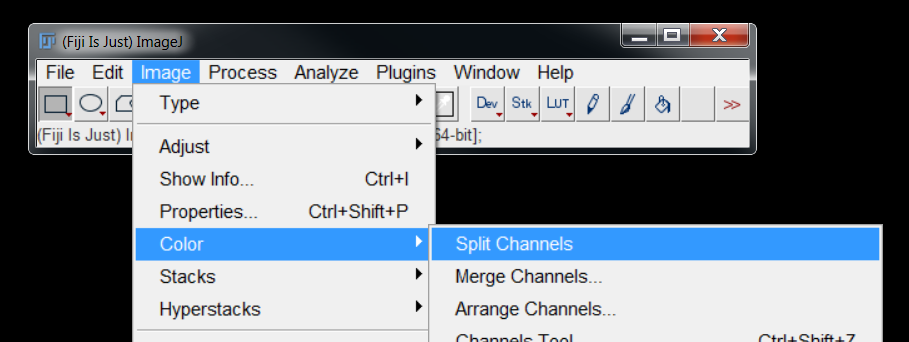 (Fiji Is Just) ImageJ
File Edit Image Process Analyze Plugins Window Help
Dev Stk LUT >>
(Fiji Is Just) I 64-bit];
Type
Adjust
Show Info... Ctrl+I
Properties... Ctrl+Shift+P
Color
Stacks
Hyperstacks
Split Channels
Merge Channels...
Arrange Channels...
Channels Tool... Ctrl+Shift+Z